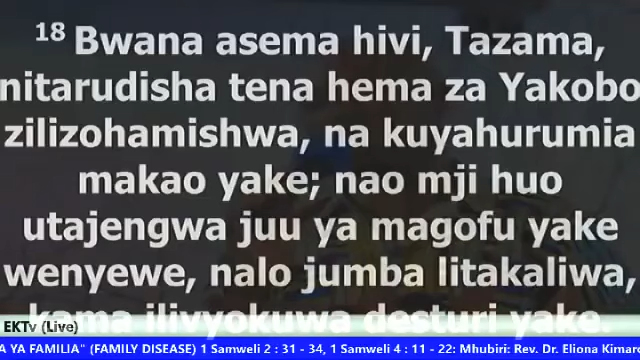 18 Bwana asema hivi, Tazama,
nitarudisha tena hema za Yakobo
zilizohamishwa, na kuyahurumia
makao yake; nao mji huo
utajengwa juu ya magofu yake
wenyewe, nalo jumba litakaliwa,
kama ilivyokuwa desturi yake
EKTv (Live)
A YA FAMILIA" (FAMILY DISEASE) 1 Samweli 2 : 31 - 34, 1 Samweli 4 : 11 - 22: Mhubiri: Rev. Dr. Eliona Kimar